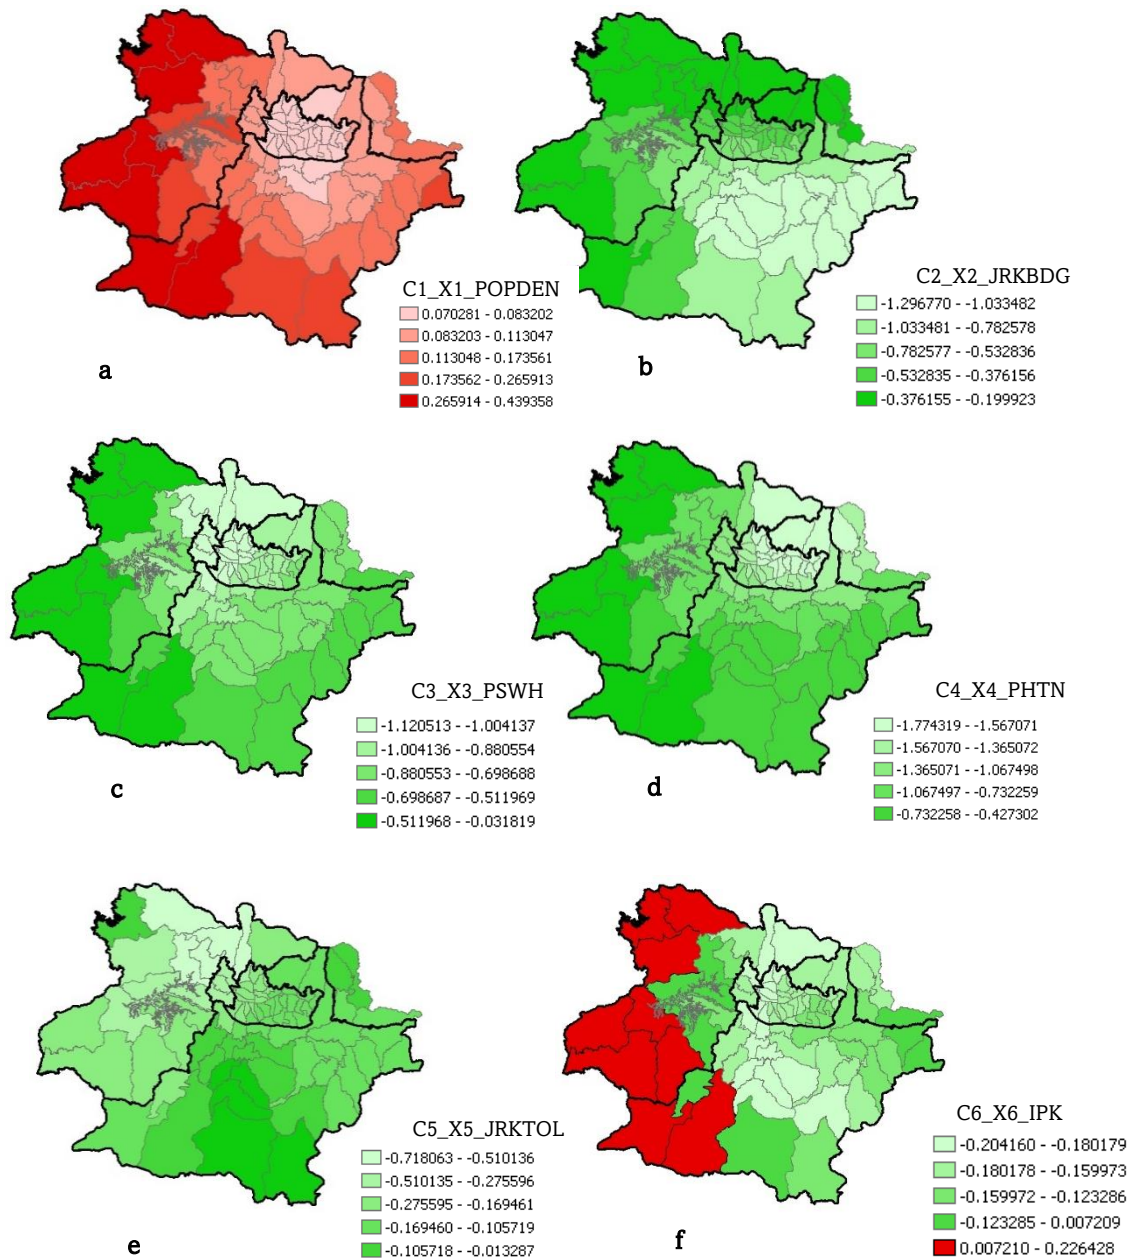 C1_X1_POPDEN
0.070281 - 0.083202
0.083203 - 0.113047
0.113048 - 0.173561
0.173562 - 0.265913
0.265914 - 0.439358
a
C2_X2_JRKBDG
-1.296770 - -1.033482
-1.033481 - -0.782578
-0.782577 - -0.532836
-0.532835 - -0.376156
-0.376155 - -0.199923
b
C3_X3_PSWH
-1.120513 - -1.004137
-1.004136 - -0.880554
-0.880553 - -0.698688
-0.698687 - -0.511969
-0.511968 - -0.031819
c
C4_X4_PHTN
-1.774319 - -1.567071
-1.567070 - -1.365072
-1.365071 - -1.067498
-1.067497 - -0.732259
-0.732258 - -0.427302
d
C5_X5_JRKTOL
-0.718063 - -0.510136
-0.510135 - -0.275596
-0.275595 - -0.169461
-0.169460 - -0.105719
-0.105718 - -0.013287
e
C6_X6_IPK
-0.204160 - -0.180179
-0.180178 - -0.159973
-0.159972 - -0.123286
-0.123285 - 0.007209
0.007210 - 0.226428
f